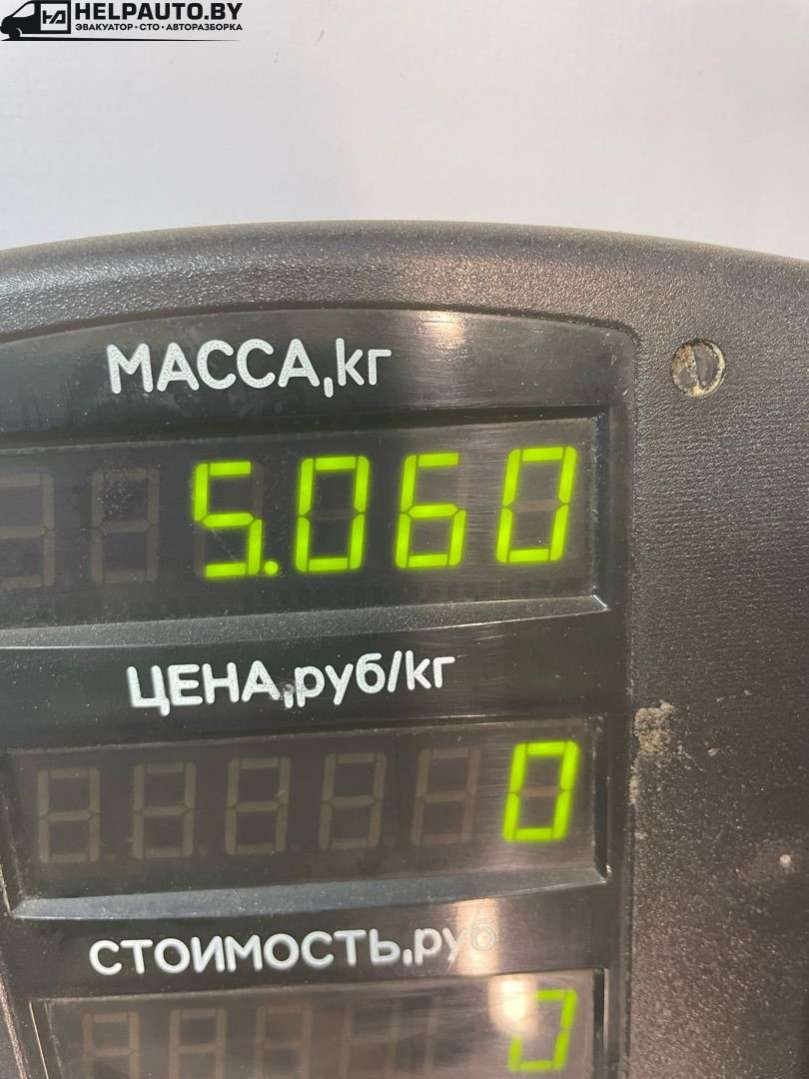 HELPAUTO.BY
ЭВАКУАТОР • СТО • АВТОРАЗБОРКА
МАССА,кг
5.060
ЦЕНА,руб/кг
0
СТОИМОСТЬ,руб
0